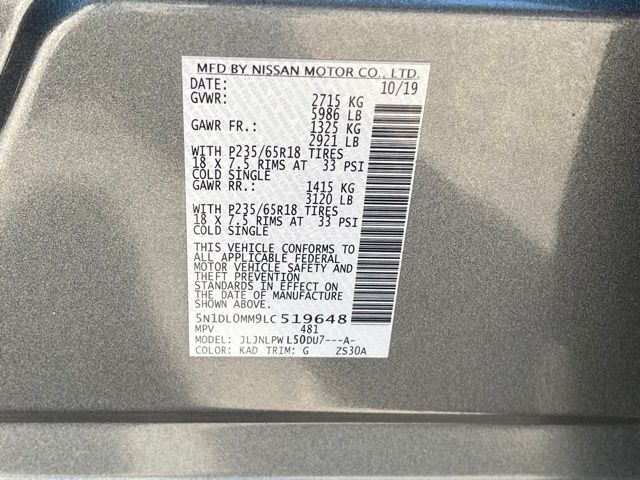 MFD BY NISSAN MOTOR CO., LTD.
DATE: 10/19
GVWR: 2715 KG
5986 LB
GAWR FR.: 1325 KG
2921 LB
WITH P235/65R18 TIRES
18 X 7.5 RIMS AT 33 PSI
COLD SINGLE
GAWR RR.: 1415 KG
3120 LB
WITH P235/65R18 TIRES
18 X 7.5 RIMS AT 33 PSI
COLD SINGLE
THIS VEHICLE CONFORMS TO
ALL APPLICABLE FEDERAL
MOTOR VEHICLE SAFETY AND
THEFT PREVENTION
STANDARDS IN EFFECT ON
THE DATE OF MANUFACTURE
SHOWN ABOVE.
5N1DL0MM9LC519648
MPV 481
MODEL: JLJNLPWL50DU7---A-
COLOR: KAD TRIM: G ZS30A